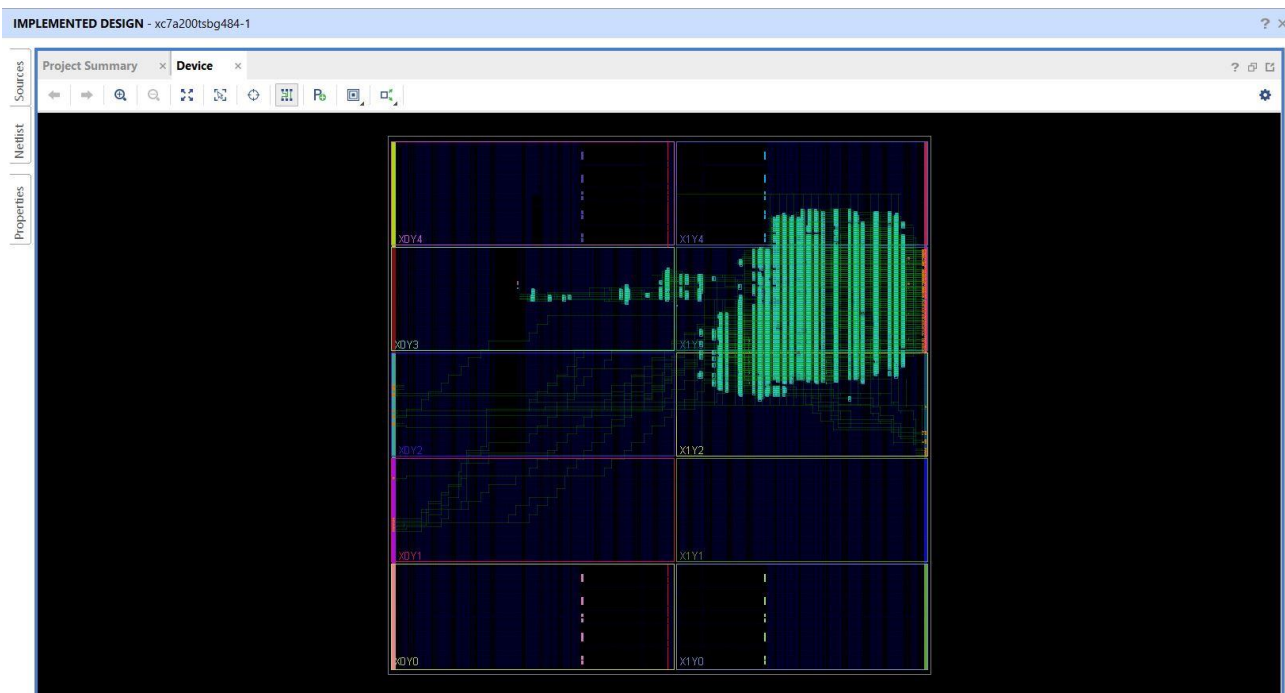 IMPLEMENTED DESIGN - xc7a200tsbg484-1
? ×
Sources
Netlist
Properties
Project Summary × Device ×
?
X0Y4
X1Y4
X0Y3
X0Y2
X1Y2
X0Y1
X1Y1
X0Y0
X1Y0